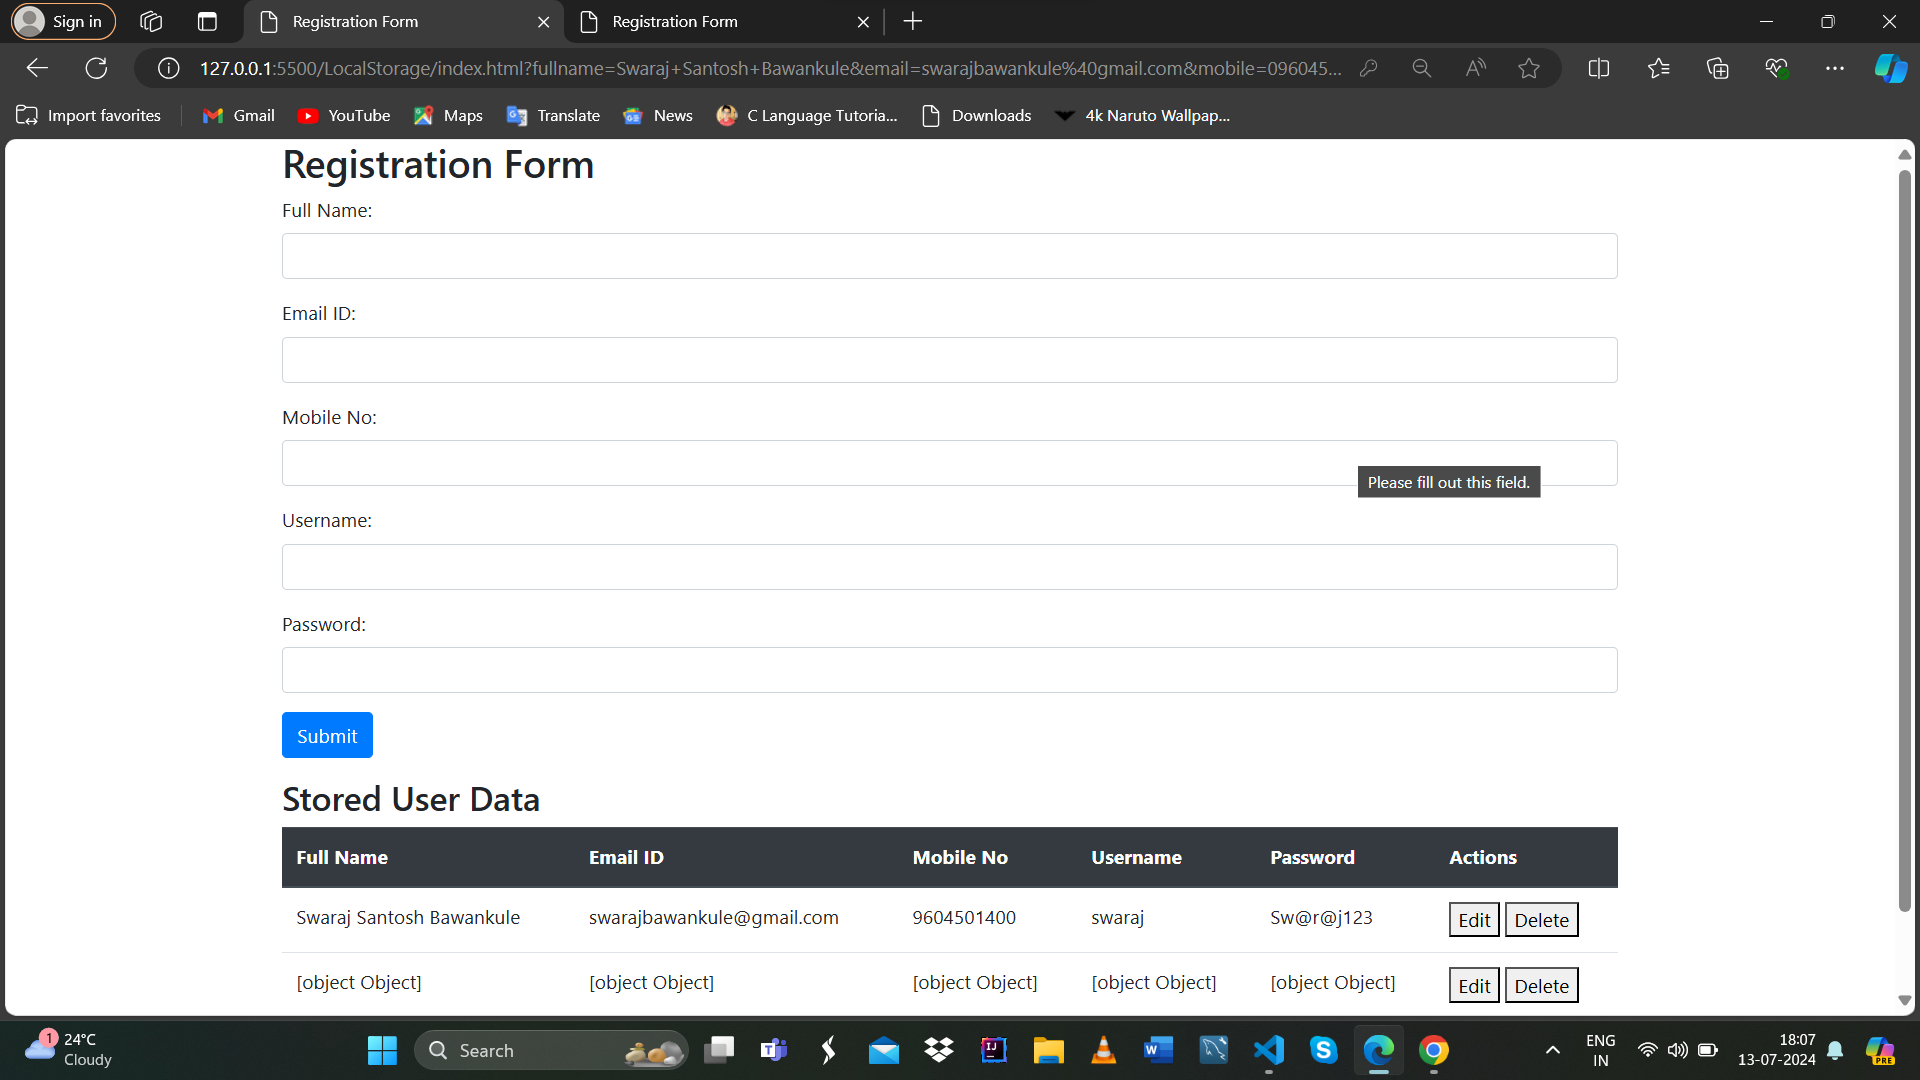 Sign in
Registration Form
Registration Form
127.0.0.1:5500/LocalStorage/index.html?fullname=Swaraj+Santosh+Bawankule&email=swarajbawankule%40gmail.com&mobile=096045...
Import favorites
Gmail
YouTube
Maps
Translate
News
C Language Tutoria...
Downloads
4k Naruto Wallpap...
Registration Form
Full Name:
Email ID:
Mobile No:
Please fill out this field.
Username:
Password:
Submit
Stored User Data
Full Name Email ID Mobile No Username Password Actions
Swaraj Santosh Bawankule swarajbawankule@gmail.com 9604501400 swaraj Sw@r@j123 Edit Delete
[object Object] [object Object] [object Object] [object Object] [object Object] Edit Delete
1
24°C
Cloudy
Search
ENG
IN
18:07
13-07-2024
PRE